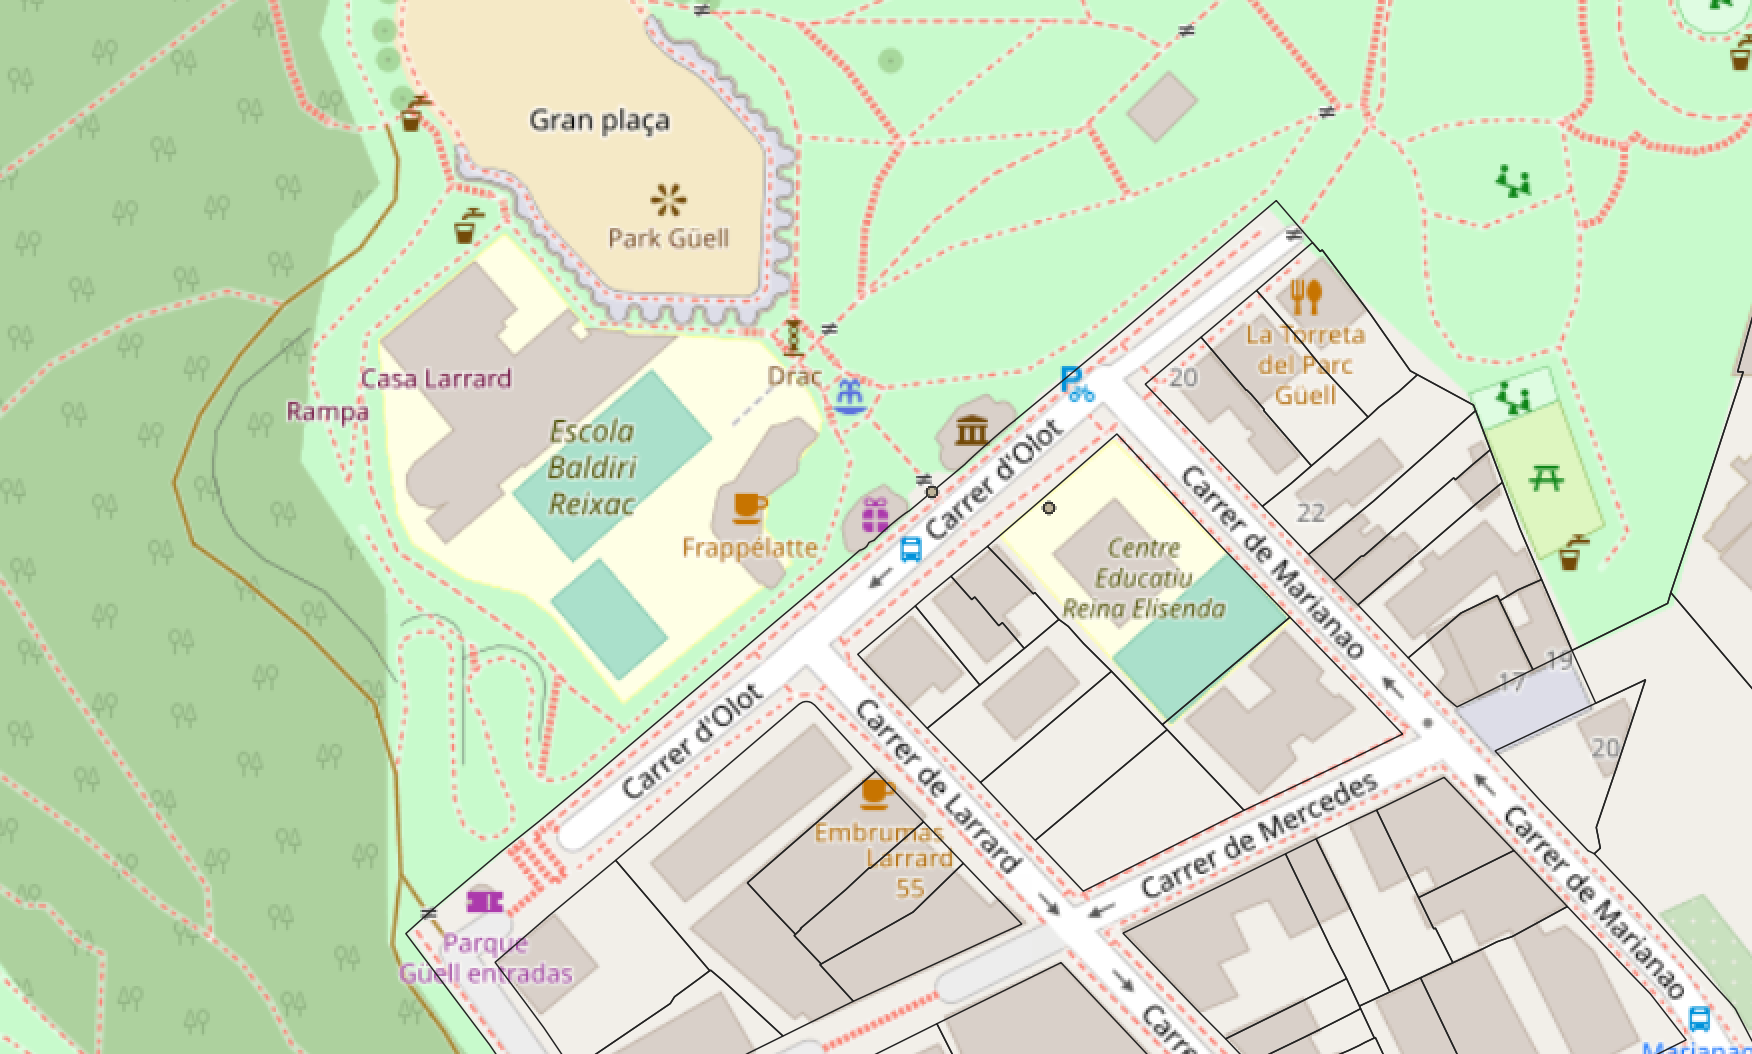 Gran plaça
Park Güell
Drac
Casa Larrard
Rampa
Escola
Baldiri
Reixac
Frappélatte
La Torreta
del Parc
Güell
20
Carrer d'Olot
Carrer de Marianao
22
Centre
Educatiu
Reina Elisenda
19
17
20
Carrer d'Olot
Carrer de Larrard
Embrumas
Larrard
55
Carrer de Mercedes
Carrer de Marianao
Parque
Güell entradas
Carre
Marianao